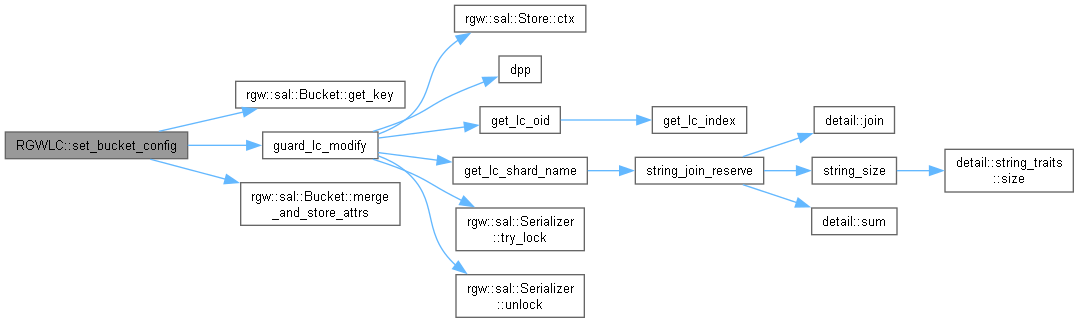 rgw::sal::Store::ctx
dpp
rgw::sal::Bucket::get_key
get_lc_oid
get_lc_index
detail::join
RGWLC::set_bucket_config
guard_lc_modify
get_lc_shard_name
string_join_reserve
string_size
detail::string_traits
::size
rgw::sal::Bucket::merge
_and_store_attrs
rgw::sal::Serializer
::try_lock
detail::sum
rgw::sal::Serializer
::unlock